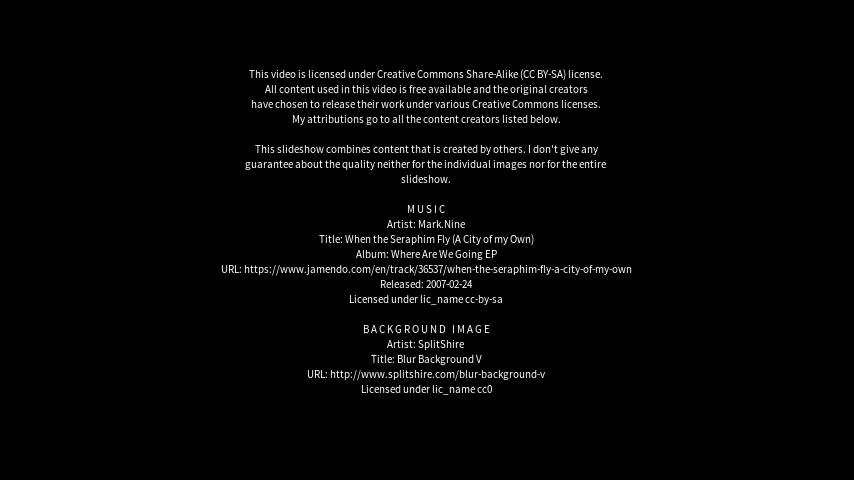 This video is licensed under Creative Commons Share-Alike (CC BY-SA) license.
All content used in this video is free available and the original creators
have chosen to release their work under various Creative Commons licenses.
My attributions go to all the content creators listed below.
This slideshow combines content that is created by others. I don't give any
guarantee about the quality neither for the individual images nor for the entire
slideshow.
MUSIC
Artist: Mark.Nine
Title: When the Seraphim Fly (A City of my Own)
Album: Where Are We Going EP
URL: https://www.jamendo.com/en/track/36537/when-the-seraphim-fly-a-city-of-my-own
Released: 2007-02-24
Licensed under lic_name cc-by-sa
BACKGROUND IMAGE
Artist: SplitShire
Title: Blur Background V
URL: http://www.splitshire.com/blur-background-v
Licensed under lic_name cc0